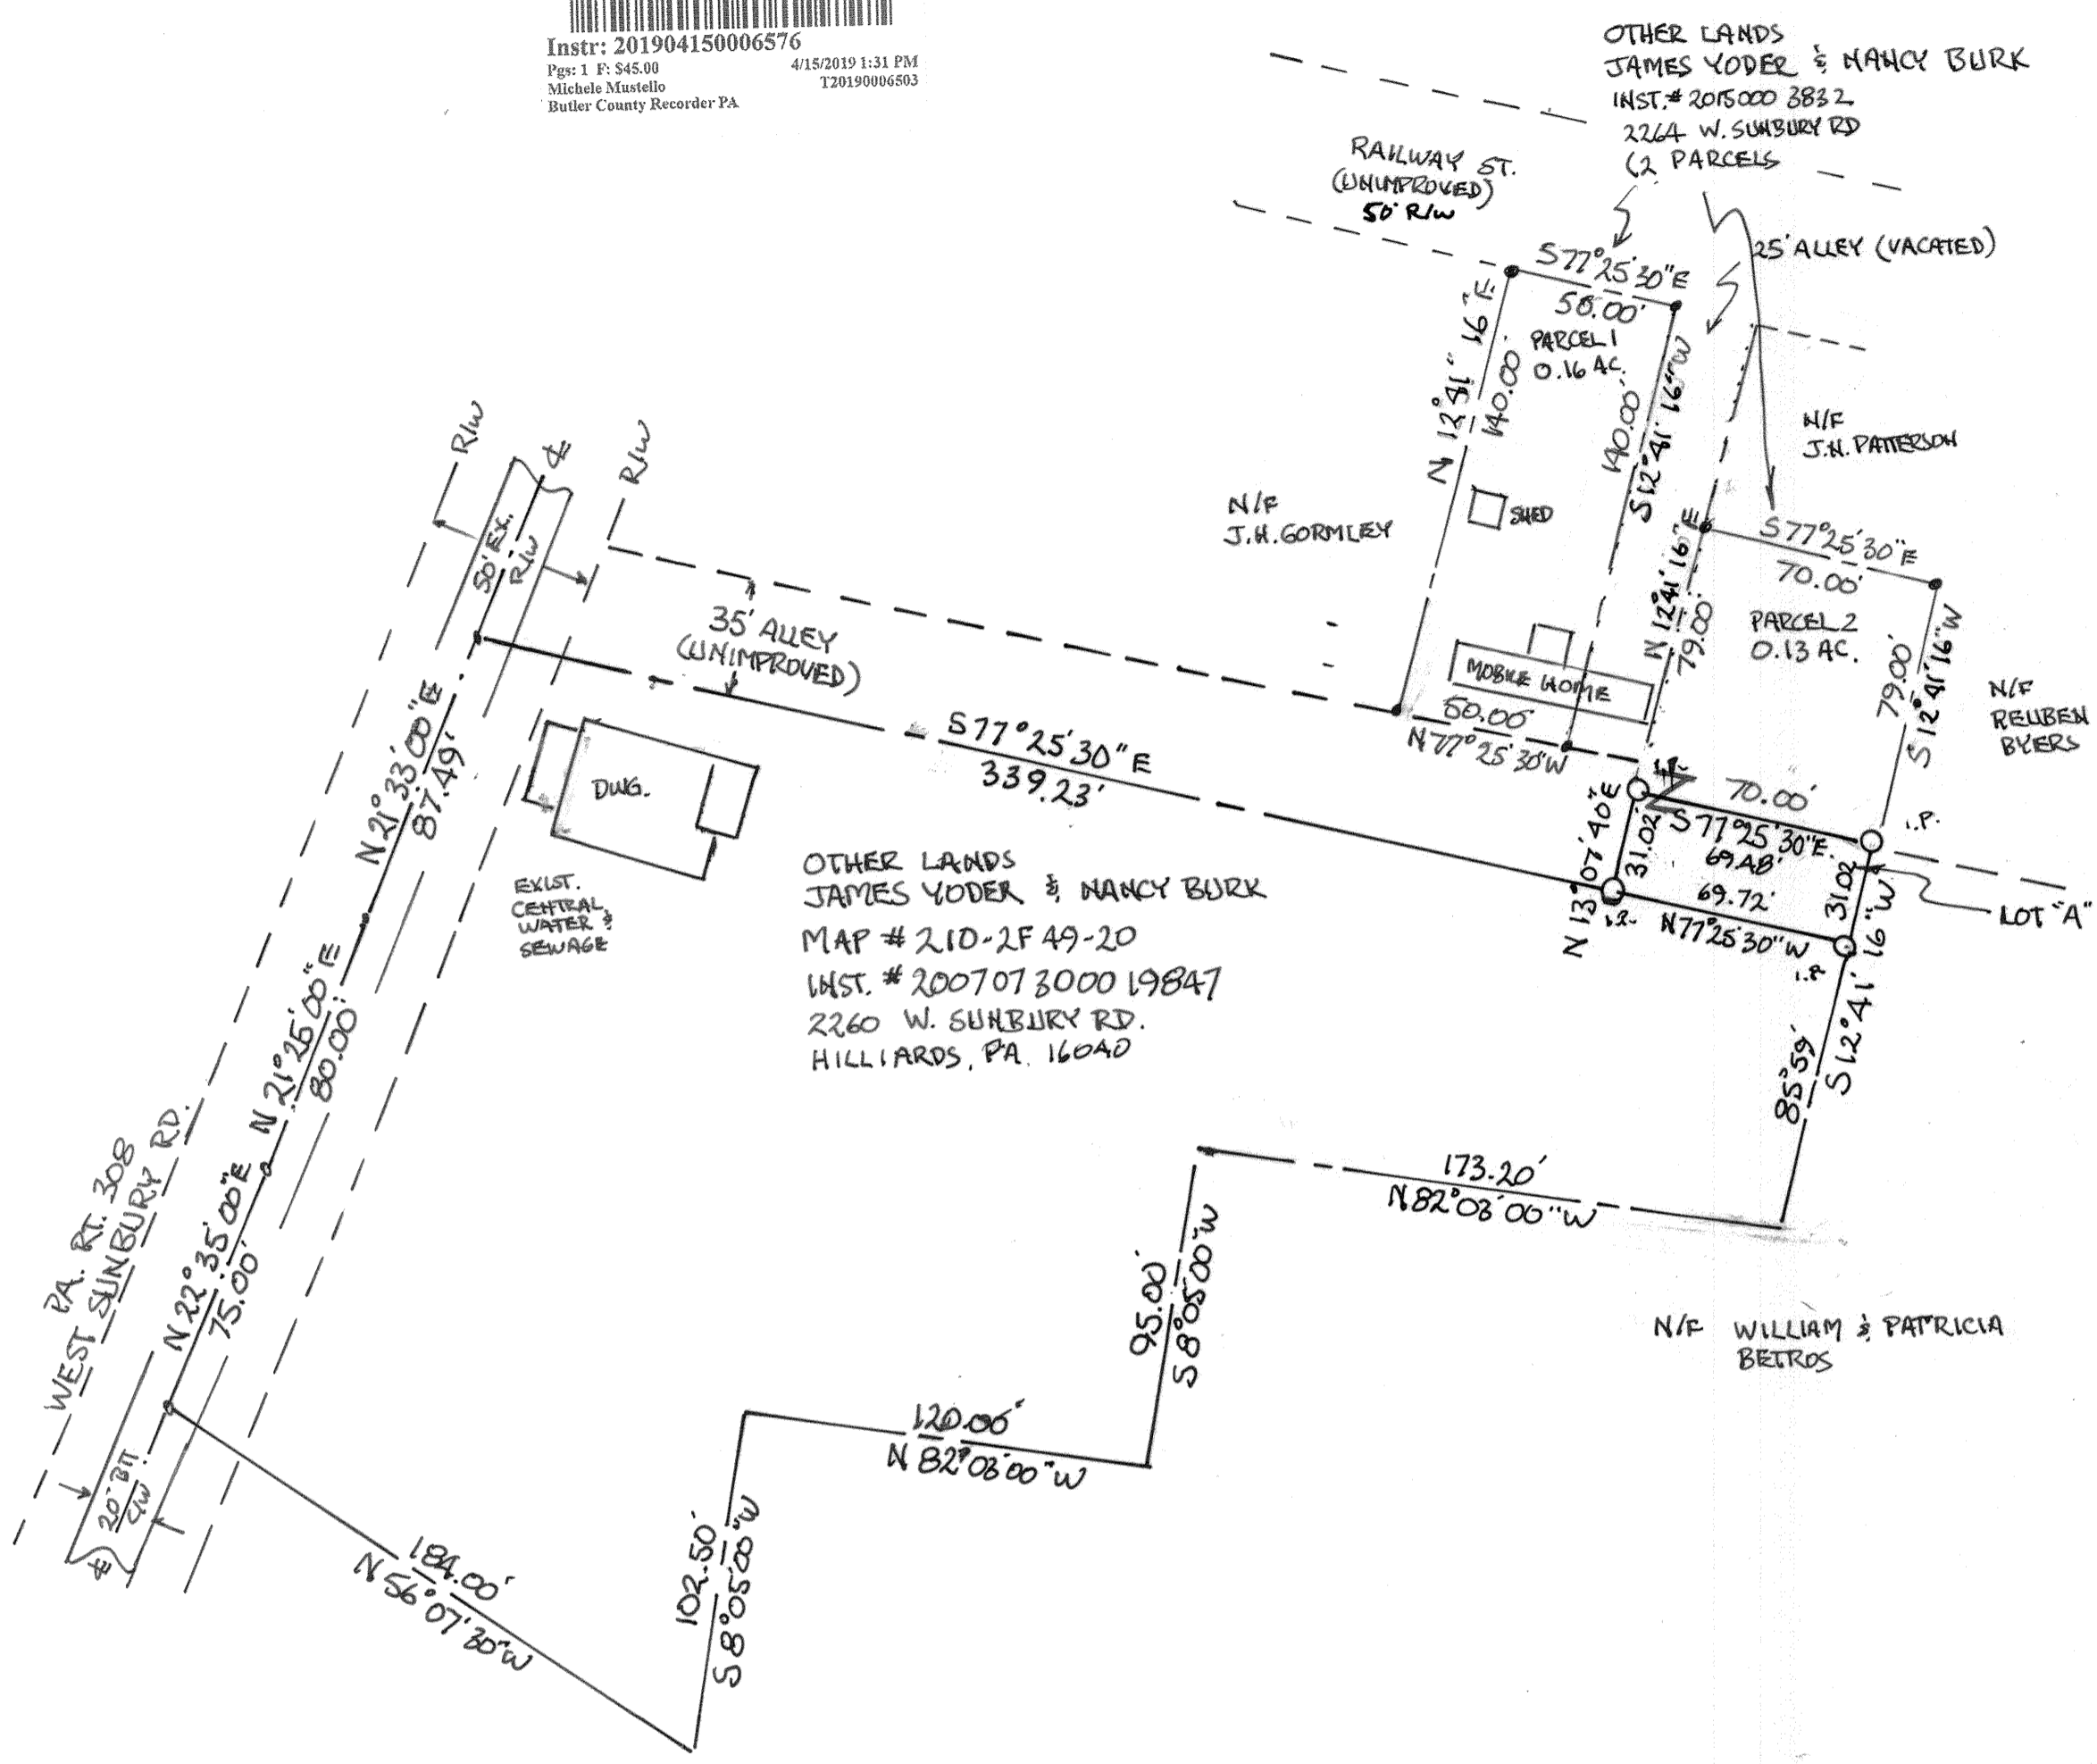 Instr: 201904150006576
Pgs: 1 F: $45.00
4/15/2019 1:31 PM
Michele Mustello
T20190006503
Butler County Recorder PA
OTHER LANDS
JAMES YODER & NANCY BURK
INST.# 2015000 3832
2264 W. SUNBURY RD
(2 PARCELS
RAILWAY ST.
(UNIMPROVED)
50' R/W
25' ALLEY (VACATED)
S77°25'30"E
50.00'
PARCEL 1
0.16 AC.
N 12°41' 16"E
140.00'
140.00'
S12°41' 16"W
N/F
J.N. PATTERSON
N/F
J.H. GORMLEY
SHED
MOBILE HOME
50.00'
N77°25'30"W
S77°25'30"E
70.00'
N 12°41' 16"E
79.00'
PARCEL 2
0.13 AC.
79.00'
S 12°41'16"W
N/F
REUBEN
BYERS
R/W
℄
R/W
50' EX.
R/W
35' ALLEY
(UNIMPROVED)
S77°25'30"E
339.23'
I.P.
70.00'
S77°25'30"E.
69.48'
I.P.
N 13°07'40"E
31.02'
69.72'
31.02
I.P.
N77°25'30"W
I.P.
LOT "A"
S 12°41' 16"W
85'59'
N 21°33'00"E
87.49'
DWG.
EXIST.
CENTRAL
WATER &
SEWAGE
OTHER LANDS
JAMES YODER & NANCY BURK
MAP # 210-2F 49-20
INST. # 2007073000 19847
2260 W. SUNBURY RD.
HILLIARDS, PA. 16040
N 21°25'00"E
80.00'
PA. RT. 308
WEST SUNBURY RD.
N 22°35'00"E
75.00'
173.20'
N82°03'00"W
95.00'
S 8°05'00"W
N/F WILLIAM & PATRICIA
BETROS
120.00'
N 82°03'00"W
102.50'
S 8°05'00"W
184.00'
N 56°07'30"W
20' BIT.
C/W
℄